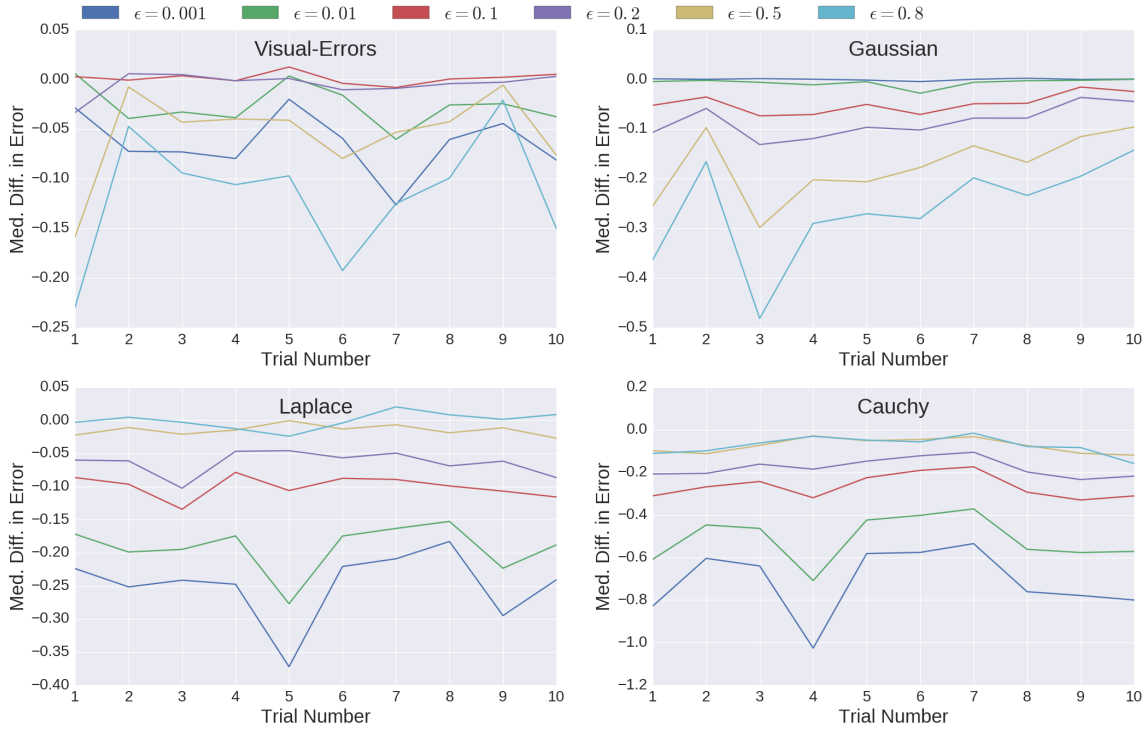 ϵ = 0.001 ϵ = 0.01 ϵ = 0.1 ϵ = 0.2 ϵ = 0.5 ϵ = 0.8
Visual-Errors
Med. Diff. in Error
0.05
0.00
−0.05
−0.10
−0.15
−0.20
−0.25
1 2 3 4 5 6 7 8 9 10
Trial Number
Gaussian
Med. Diff. in Error
0.1
0.0
−0.1
−0.2
−0.3
−0.4
−0.5
1 2 3 4 5 6 7 8 9 10
Trial Number
Laplace
Med. Diff. in Error
0.05
0.00
−0.05
−0.10
−0.15
−0.20
−0.25
−0.30
−0.35
−0.40
1 2 3 4 5 6 7 8 9 10
Trial Number
Cauchy
Med. Diff. in Error
0.2
0.0
−0.2
−0.4
−0.6
−0.8
−1.0
−1.2
1 2 3 4 5 6 7 8 9 10
Trial Number